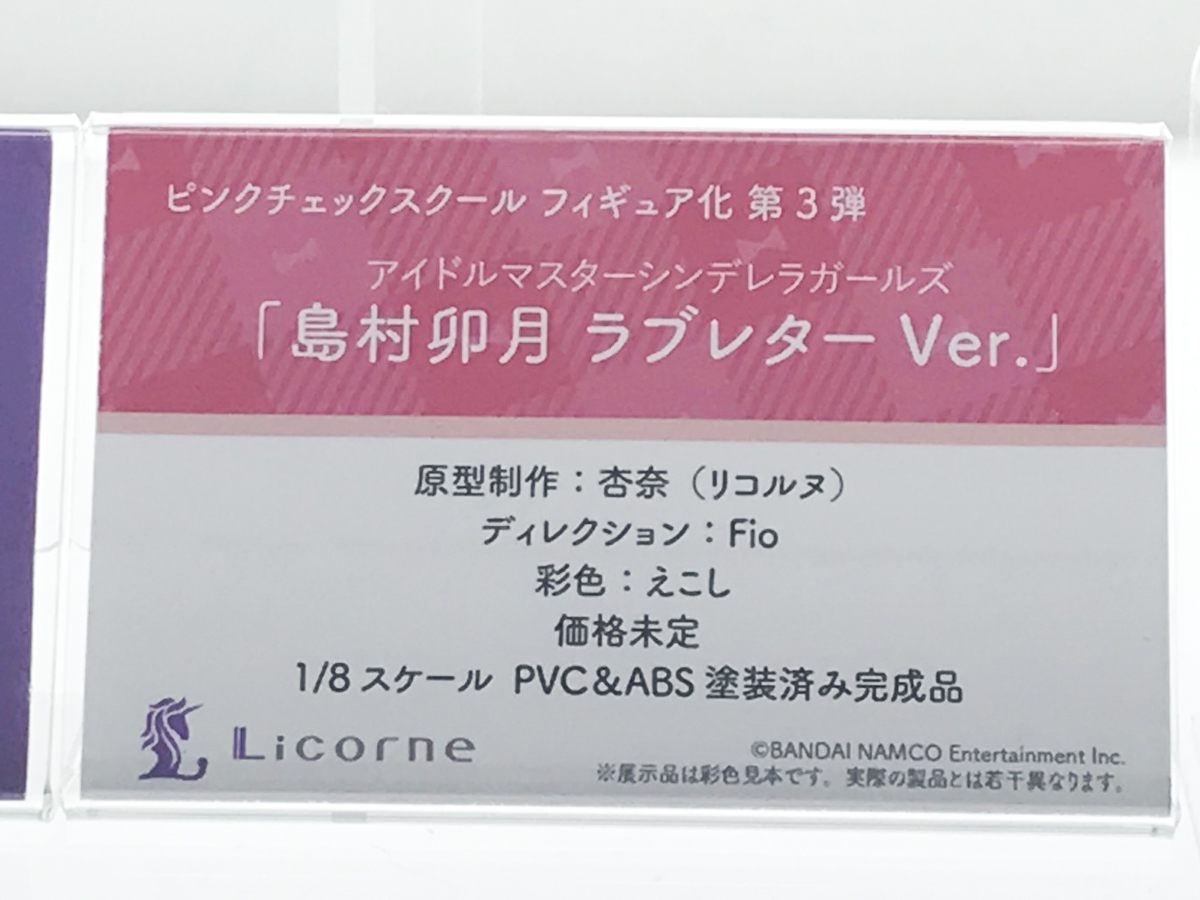 ピンクチェックスクール フィギュア化 第3弾
アイドルマスターシンデレラガールズ
「島村卯月 ラブレター Ver.」
原型制作：杏奈（リコルヌ）
ディレクション：Fio
彩色：えこし
価格未定
1/8スケール PVC&ABS 塗装済み完成品
Licorne
©BANDAI NAMCO Entertainment Inc.
※展示品は彩色見本です。実際の製品とは若干異なります。